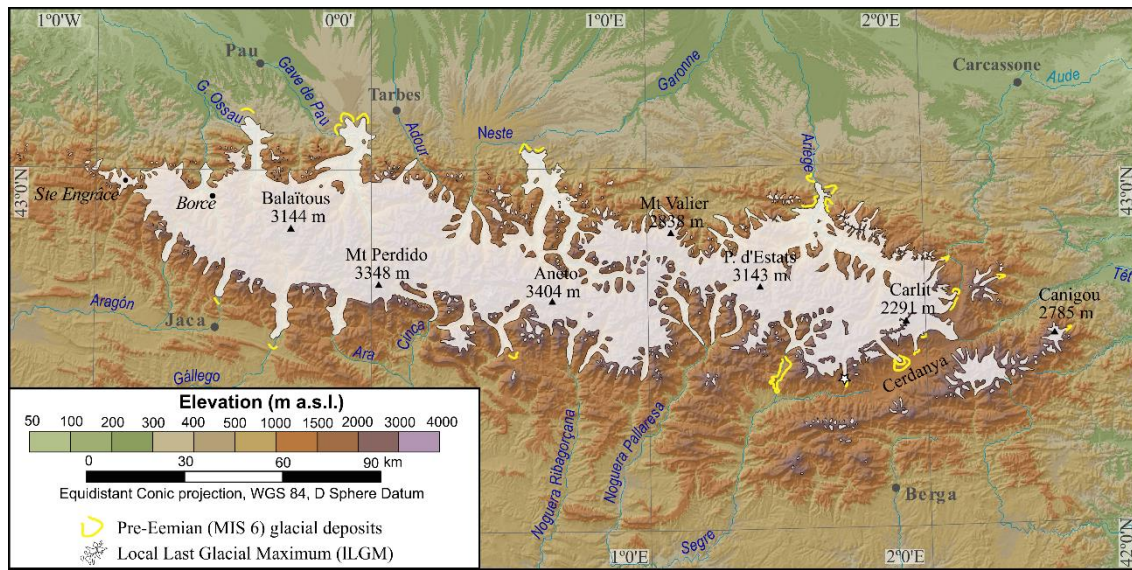 0°0'
1°0'E
2°0'E
Pau
Gave de Pau
G. Ossau
Tarbes
Adour
Neste
Garonne
Ariège
Carcassonne
Aude
43°0'N
43°0'N
Ste Engrâce
Borce
Balaïtous
3144 m
Mt Valier
2838 m
Mt Perdido
3348 m
Aneto
3404 m
P. d'Estats
3143 m
Carlit
2291 m
Canigou
2785 m
Têt
Aragón
Jaca
Gállego
Ara
Cinca
Cerdanya
Noguera Ribagorçana
Noguera Pallaresa
Segre
Berga
1°0'E
2°0'E
42°0'N
Elevation (m a.s.l.)
50 100 200 300 400 500 1000 1500 2000 3000 4000
0 30 60 90 km
Equidistant Conic projection, WGS 84, D Sphere Datum
Pre-Eemian (MIS 6) glacial deposits
Local Last Glacial Maximum (lLGM)